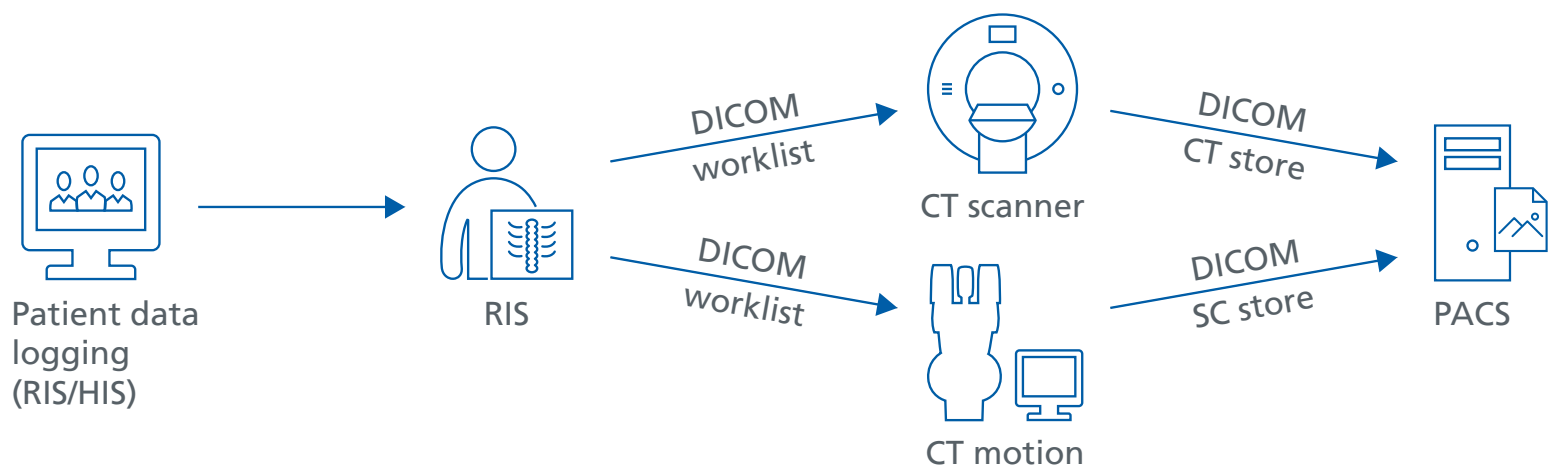 Patient data
logging
(RIS/HIS)
RIS
DICOM
worklist
DICOM
worklist
CT scanner
CT motion
DICOM
CT store
DICOM
SC store
PACS